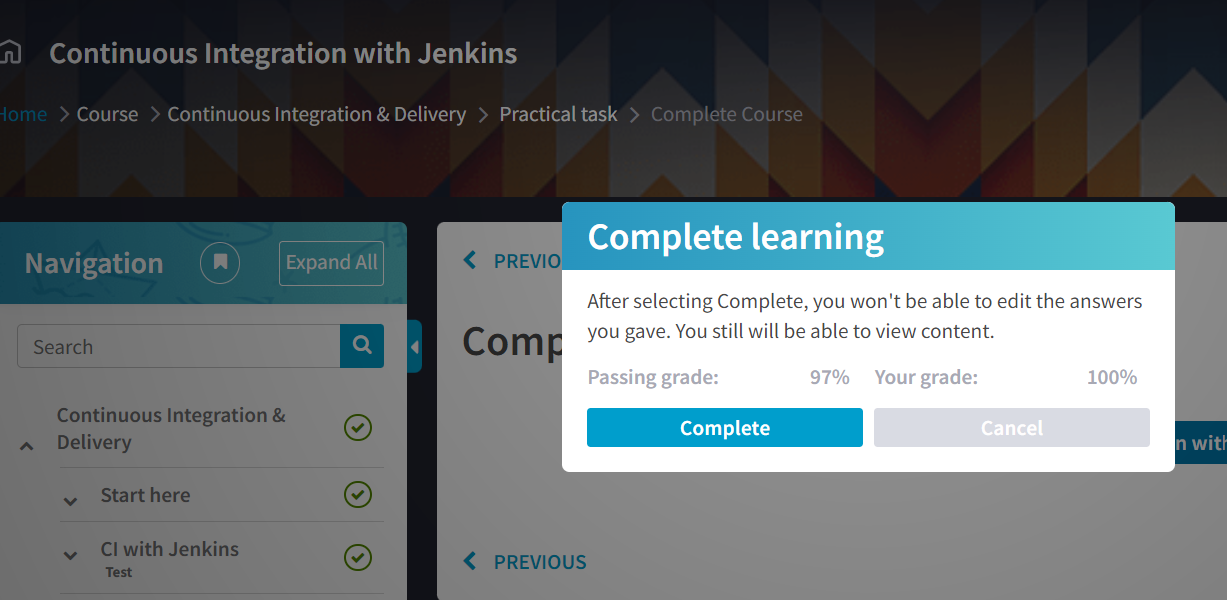 Continuous Integration with Jenkins
Home Course Continuous Integration & Delivery Practical task Complete Course
Navigation
Expand All
Search
Continuous Integration &
Delivery
Start here
CI with Jenkins
Test
PREVIO
Comp
Complete learning
After selecting Complete, you won't be able to edit the answers
you gave. You still will be able to view content.
Passing grade: 97% Your grade: 100%
Complete Cancel
n with
PREVIOUS